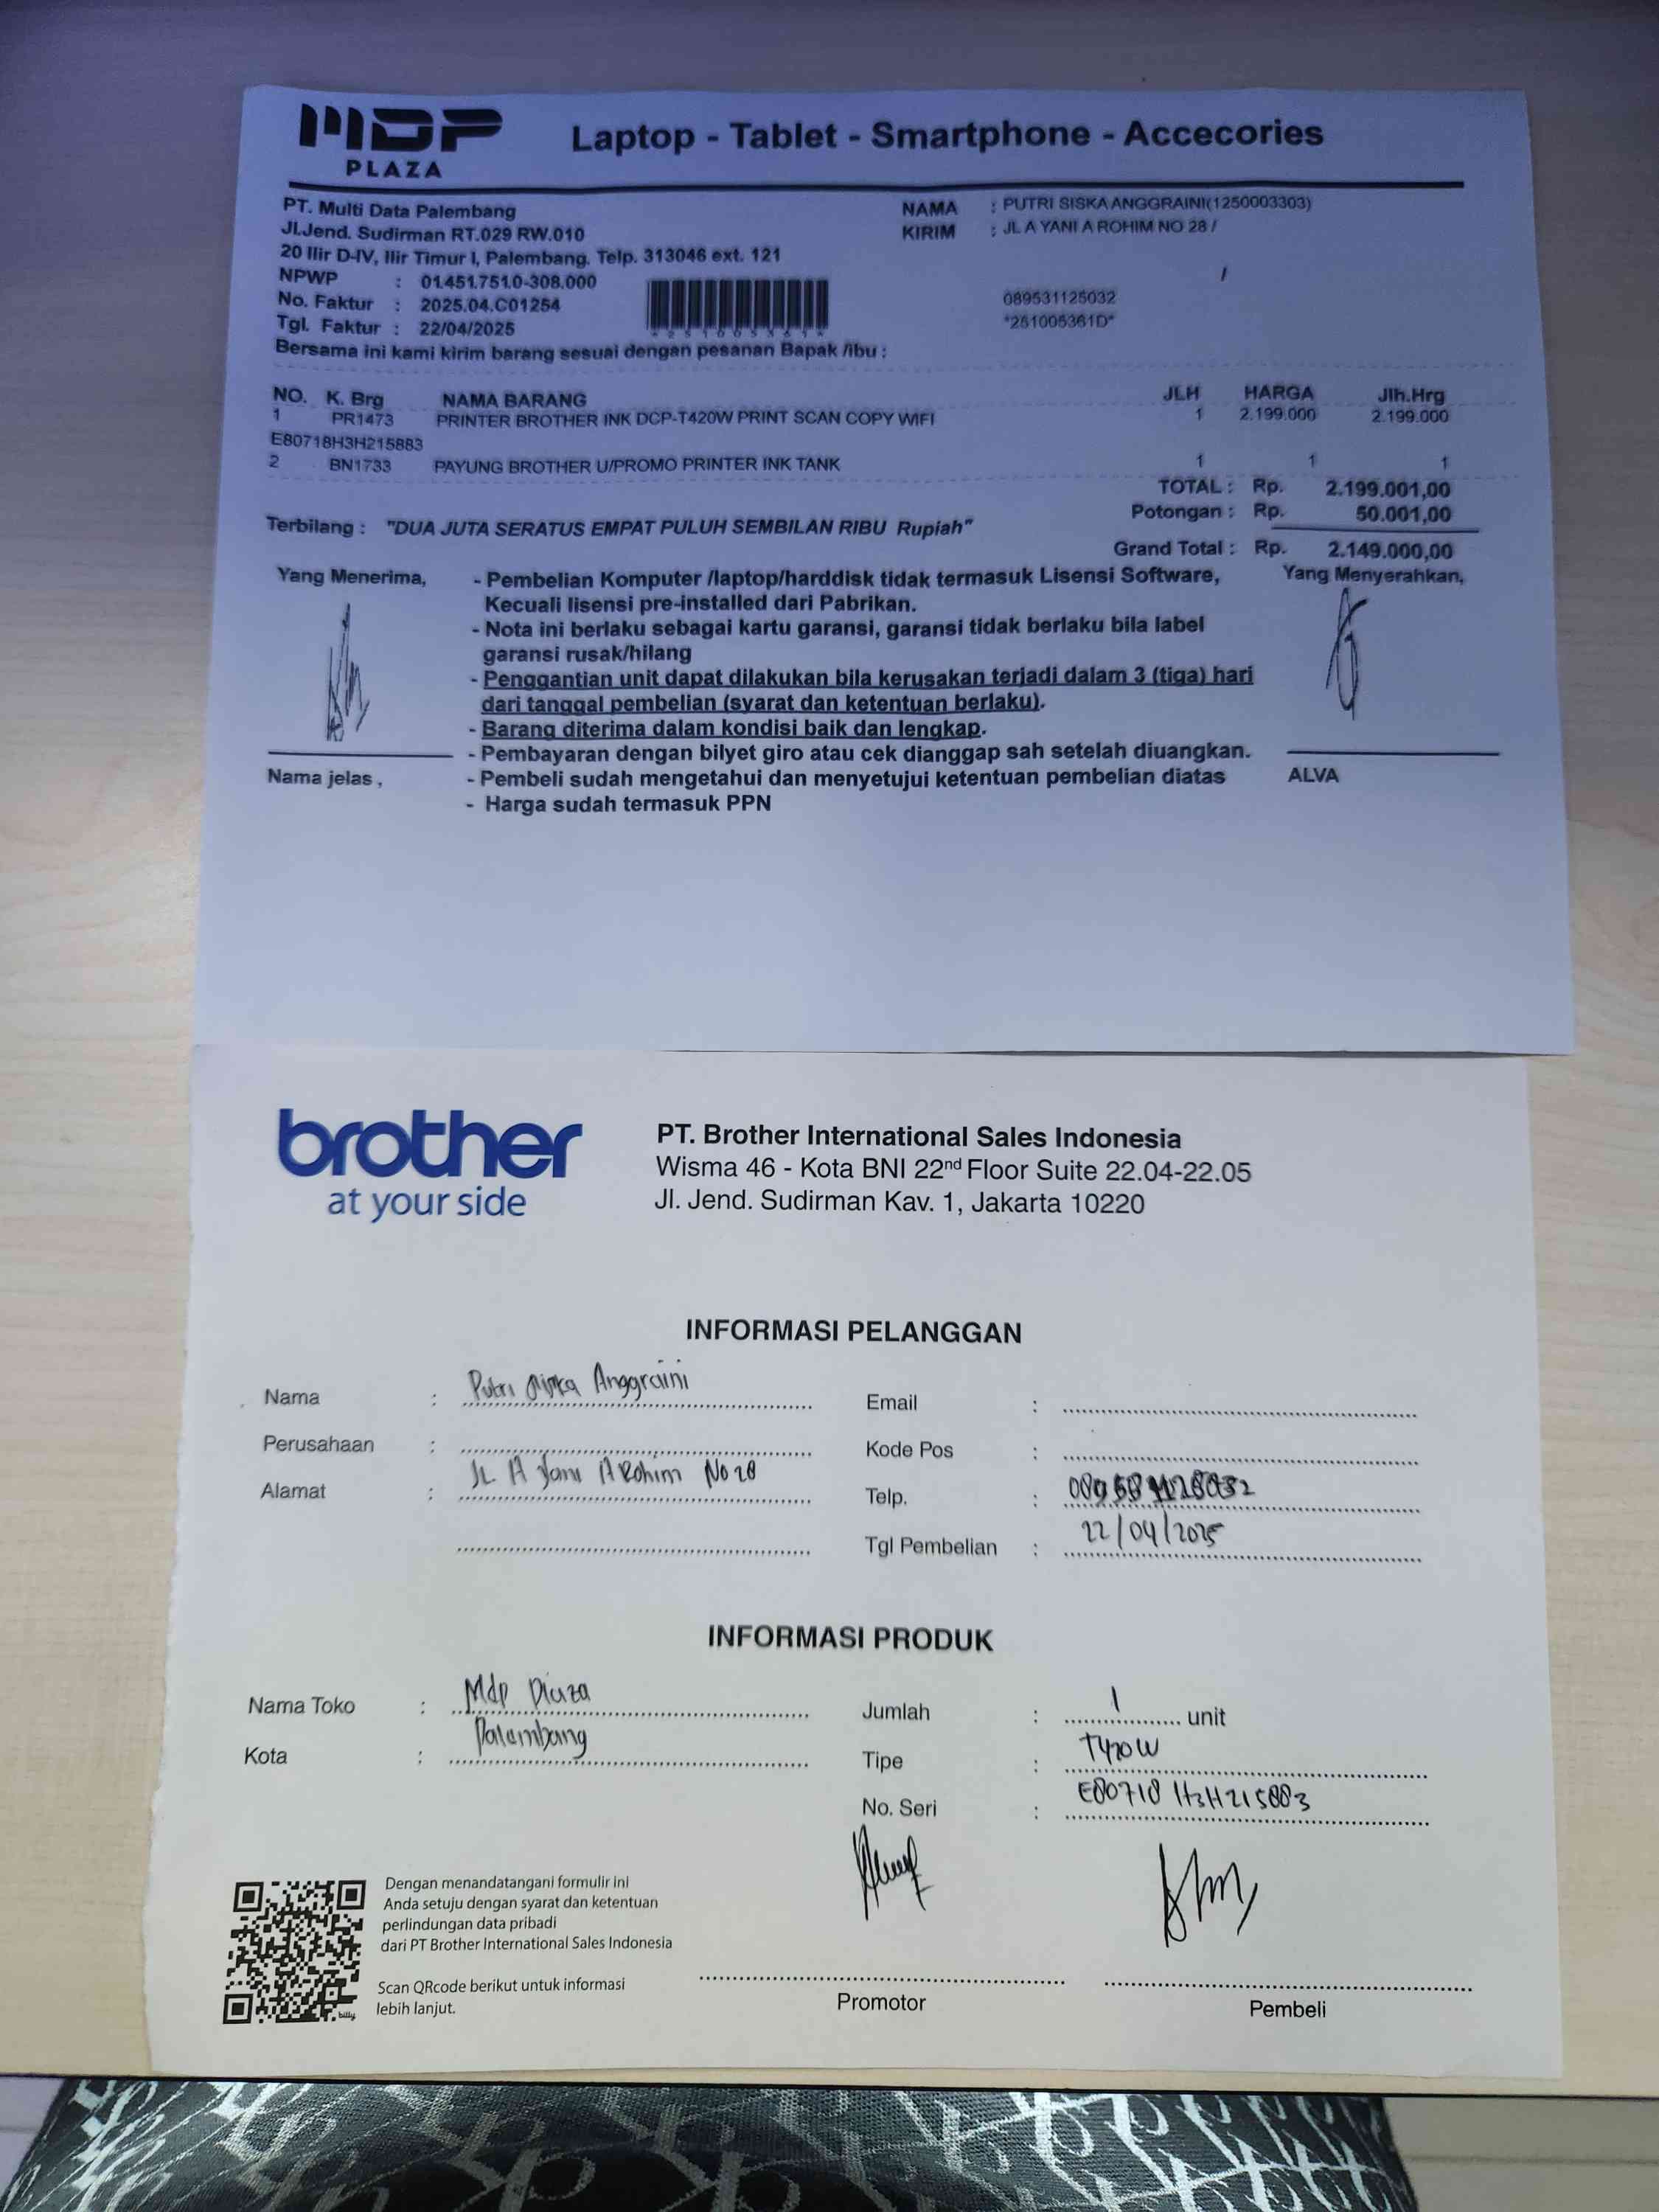 MDP
PLAZA
Laptop - Tablet - Smartphone - Accecories
PT. Multi Data Palembang
Jl.Jend. Sudirman RT.029 RW.010
20 Ilir D-IV, Ilir Timur I, Palembang. Telp. 313046 ext. 121
NPWP : 01.451.751.0-308.000
No. Faktur : 2025.04.C01254
Tgl. Faktur : 22/04/2025
NAMA : PUTRI SISKA ANGGRAINI(1250003303)
KIRIM : JL A YANI A ROHIM NO 28 /
/
089531125032
*251005361D*
Bersama ini kami kirim barang sesuai dengan pesanan Bapak /ibu :
NO. K. Brg NAMA BARANG JLH HARGA Jlh.Hrg
1 PR1473 PRINTER BROTHER INK DCP-T420W PRINT SCAN COPY WIFI 1 2.199.000 2.199.000
E80718H3H215883
2 BN1733 PAYUNG BROTHER U/PROMO PRINTER INK TANK 1 1 1
TOTAL : Rp. 2.199.001,00
Potongan : Rp. 50.001,00
Terbilang : "DUA JUTA SERATUS EMPAT PULUH SEMBILAN RIBU Rupiah"
Grand Total : Rp. 2.149.000,00
Yang Menerima,
- Pembelian Komputer /laptop/harddisk tidak termasuk Lisensi Software,
Kecuali lisensi pre-installed dari Pabrikan.
- Nota ini berlaku sebagai kartu garansi, garansi tidak berlaku bila label
garansi rusak/hilang
- Penggantian unit dapat dilakukan bila kerusakan terjadi dalam 3 (tiga) hari
dari tanggal pembelian (syarat dan ketentuan berlaku).
- Barang diterima dalam kondisi baik dan lengkap.
- Pembayaran dengan bilyet giro atau cek dianggap sah setelah diuangkan.
- Pembeli sudah mengetahui dan menyetujui ketentuan pembelian diatas
- Harga sudah termasuk PPN
Yang Menyerahkan,
Nama jelas ,
ALVA
brother
at your side
PT. Brother International Sales Indonesia
Wisma 46 - Kota BNI 22nd Floor Suite 22.04-22.05
Jl. Jend. Sudirman Kav. 1, Jakarta 10220
INFORMASI PELANGGAN
Nama : Putri Siska Anggraini
Perusahaan :
Alamat : JL A Yani A Rohim No 28
Email :
Kode Pos :
Telp. :
Tgl Pembelian : 22/04/2025
INFORMASI PRODUK
Nama Toko : Mdp Plaza
Kota : Palembang
Jumlah : 1 unit
Tipe : T420W
No. Seri : E80718 H3H215883
Dengan menandatangani formulir ini
Anda setuju dengan syarat dan ketentuan
perlindungan data pribadi
dari PT Brother International Sales Indonesia
Scan QRcode berikut untuk informasi
lebih lanjut.
billy
Promotor
Pembeli